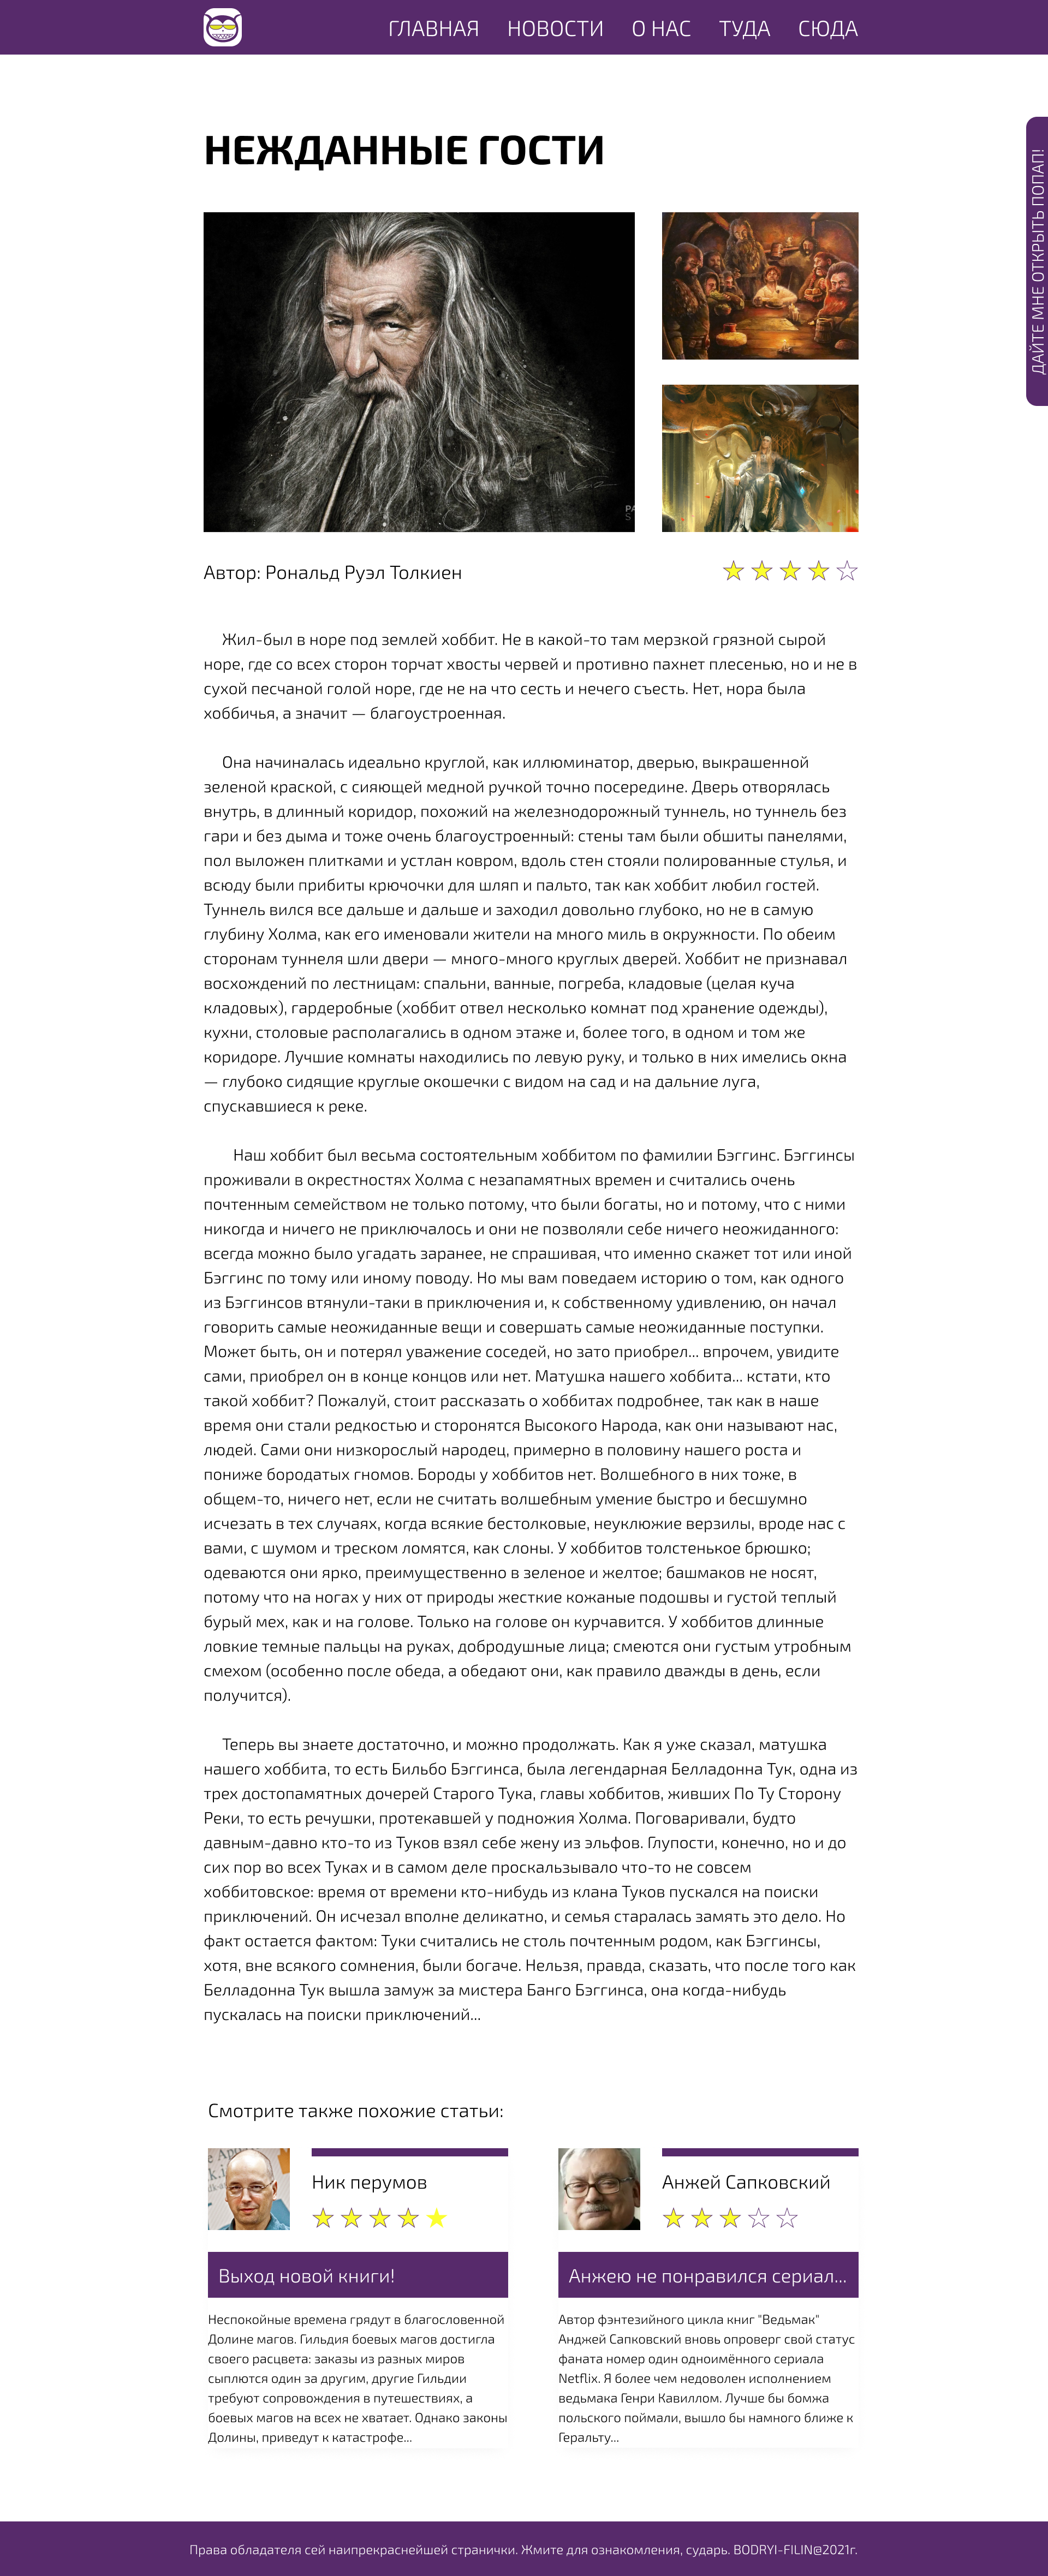 ГЛАВНАЯ НОВОСТИ О НАС ТУДА СЮДА
ДАЙТЕ МНЕ ОТКРЫТЬ ПОПАП!
НЕЖДАННЫЕ ГОСТИ
PA
S
Автор: Рональд Руэл Толкиен
Жил-был в норе под землей хоббит. Не в какой-то там мерзкой грязной сырой
норе, где со всех сторон торчат хвосты червей и противно пахнет плесенью, но и не в
сухой песчаной голой норе, где не на что сесть и нечего съесть. Нет, нора была
хоббичья, а значит — благоустроенная.
Она начиналась идеально круглой, как иллюминатор, дверью, выкрашенной
зеленой краской, с сияющей медной ручкой точно посередине. Дверь отворялась
внутрь, в длинный коридор, похожий на железнодорожный туннель, но туннель без
гари и без дыма и тоже очень благоустроенный: стены там были обшиты панелями,
пол выложен плитками и устлан ковром, вдоль стен стояли полированные стулья, и
всюду были прибиты крючочки для шляп и пальто, так как хоббит любил гостей.
Туннель вился все дальше и дальше и заходил довольно глубоко, но не в самую
глубину Холма, как его именовали жители на много миль в окружности. По обеим
сторонам туннеля шли двери — много-много круглых дверей. Хоббит не признавал
восхождений по лестницам: спальни, ванные, погреба, кладовые (целая куча
кладовых), гардеробные (хоббит отвел несколько комнат под хранение одежды),
кухни, столовые располагались в одном этаже и, более того, в одном и том же
коридоре. Лучшие комнаты находились по левую руку, и только в них имелись окна
— глубоко сидящие круглые окошечки с видом на сад и на дальние луга,
спускавшиеся к реке.
Наш хоббит был весьма состоятельным хоббитом по фамилии Бэггинс. Бэггинсы
проживали в окрестностях Холма с незапамятных времен и считались очень
почтенным семейством не только потому, что были богаты, но и потому, что с ними
никогда и ничего не приключалось и они не позволяли себе ничего неожиданного:
всегда можно было угадать заранее, не спрашивая, что именно скажет тот или иной
Бэггинс по тому или иному поводу. Но мы вам поведаем историю о том, как одного
из Бэггинсов втянули-таки в приключения и, к собственному удивлению, он начал
говорить самые неожиданные вещи и совершать самые неожиданные поступки.
Может быть, он и потерял уважение соседей, но зато приобрел... впрочем, увидите
сами, приобрел он в конце концов или нет. Матушка нашего хоббита... кстати, кто
такой хоббит? Пожалуй, стоит рассказать о хоббитах подробнее, так как в наше
время они стали редкостью и сторонятся Высокого Народа, как они называют нас,
людей. Сами они низкорослый народец, примерно в половину нашего роста и
пониже бородатых гномов. Бороды у хоббитов нет. Волшебного в них тоже, в
общем-то, ничего нет, если не считать волшебным умение быстро и бесшумно
исчезать в тех случаях, когда всякие бестолковые, неуклюжие верзилы, вроде нас с
вами, с шумом и треском ломятся, как слоны. У хоббитов толстенькое брюшко;
одеваются они ярко, преимущественно в зеленое и желтое; башмаков не носят,
потому что на ногах у них от природы жесткие кожаные подошвы и густой теплый
бурый мех, как и на голове. Только на голове он курчавится. У хоббитов длинные
ловкие темные пальцы на руках, добродушные лица; смеются они густым утробным
смехом (особенно после обеда, а обедают они, как правило дважды в день, если
получится).
Теперь вы знаете достаточно, и можно продолжать. Как я уже сказал, матушка
нашего хоббита, то есть Бильбо Бэггинса, была легендарная Белладонна Тук, одна из
трех достопамятных дочерей Старого Тука, главы хоббитов, живших По Ту Сторону
Реки, то есть речушки, протекавшей у подножия Холма. Поговаривали, будто
давным-давно кто-то из Туков взял себе жену из эльфов. Глупости, конечно, но и до
сих пор во всех Туках и в самом деле проскальзывало что-то не совсем
хоббитовское: время от времени кто-нибудь из клана Туков пускался на поиски
приключений. Он исчезал вполне деликатно, и семья старалась замять это дело. Но
факт остается фактом: Туки считались не столь почтенным родом, как Бэггинсы,
хотя, вне всякого сомнения, были богаче. Нельзя, правда, сказать, что после того как
Белладонна Тук вышла замуж за мистера Банго Бэггинса, она когда-нибудь
пускалась на поиски приключений...
Смотрите также похожие статьи:
Ник перумов
Выход новой книги!
Неспокойные времена грядут в благословенной
Долине магов. Гильдия боевых магов достигла
своего расцвета: заказы из разных миров
сыплются один за другим, другие Гильдии
требуют сопровождения в путешествиях, а
боевых магов на всех не хватает. Однако законы
Долины, приведут к катастрофе...
Анжей Сапковский
Анжею не понравился сериал...
Автор фэнтезийного цикла книг "Ведьмак"
Анджей Сапковский вновь опроверг свой статус
фаната номер один одноимённого сериала
Netflix. Я более чем недоволен исполнением
ведьмака Генри Кавиллом. Лучше бы бомжа
польского поймали, вышло бы намного ближе к
Геральту...
Права обладателя сей наипрекраснейшей странички. Жмите для ознакомления, сударь. BODRYI-FILIN@2021г.